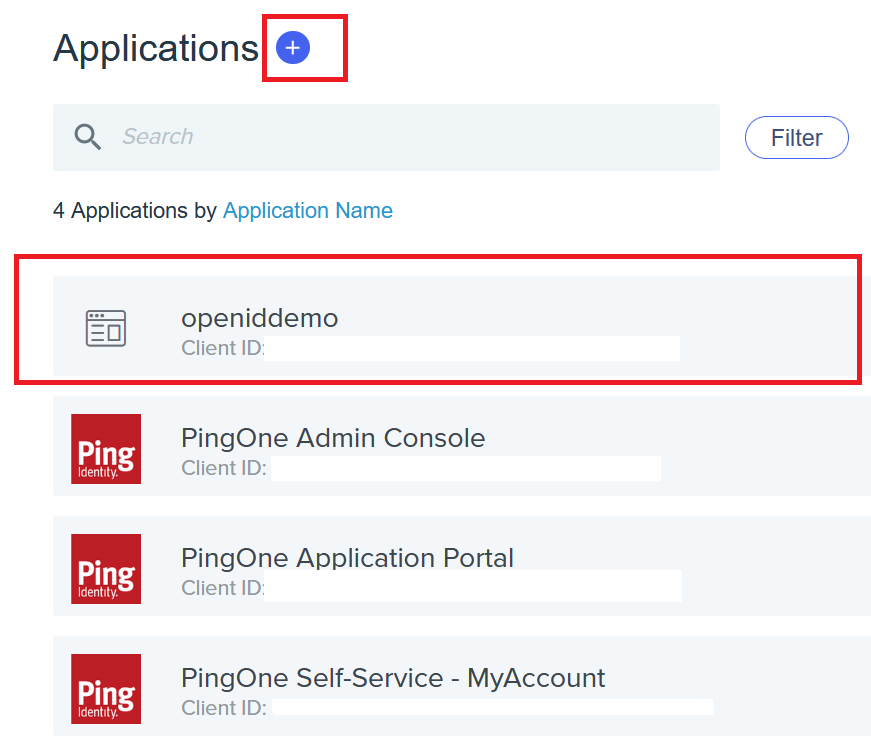 Applications
Search
Filter
4 Applications by Application Name
openiddemo
Client ID:
Ping
Identity.
PingOne Admin Console
Client ID:
Ping
Identity.
PingOne Application Portal
Client ID:
Ping
Identity.
PingOne Self-Service - MyAccount
Client ID: